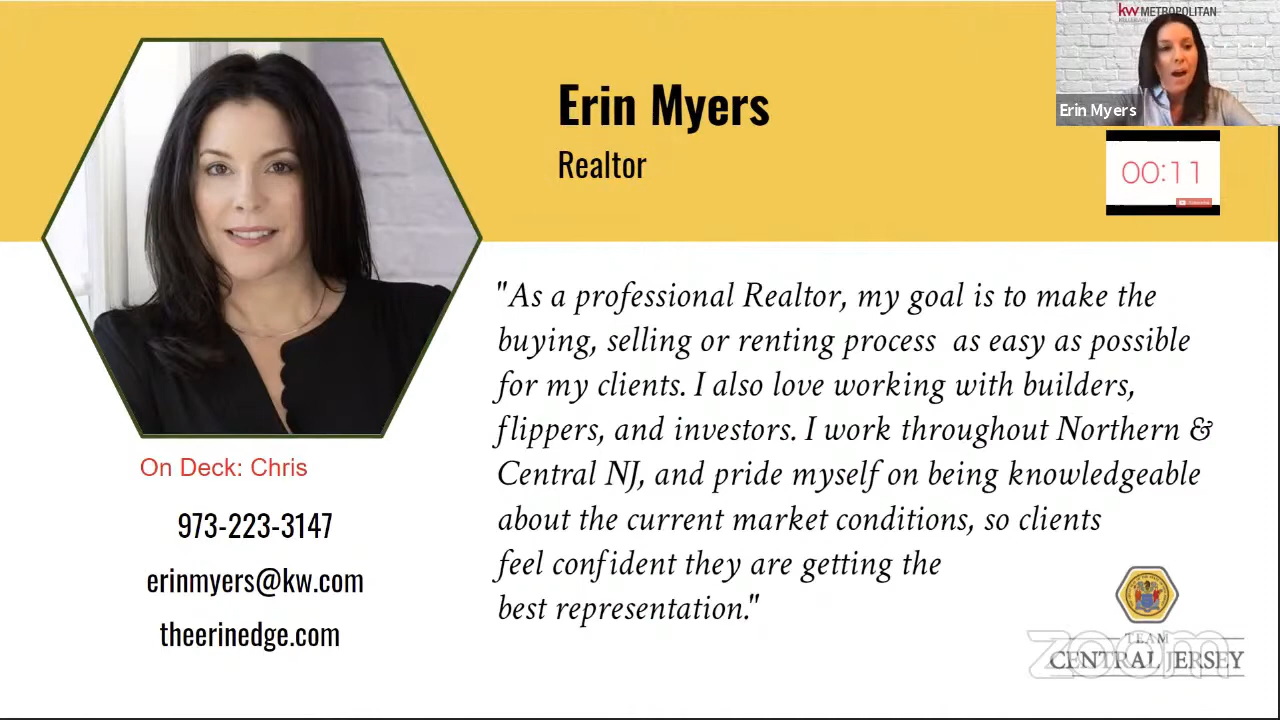 kw METROPOLITAN
Erin Myers
Erin Myers
Realtor
00:11
"As a professional Realtor, my goal is to make the
buying, selling or renting process as easy as possible
for my clients. I also love working with builders,
flippers, and investors. I work throughout Northern &
Central NJ, and pride myself on being knowledgeable
about the current market conditions, so clients
feel confident they are getting the
best representation."
On Deck: Chris
973-223-3147
erinmyers@kw.com
theerinedge.com
TEAM
CENTRAL JERSEY
zoom